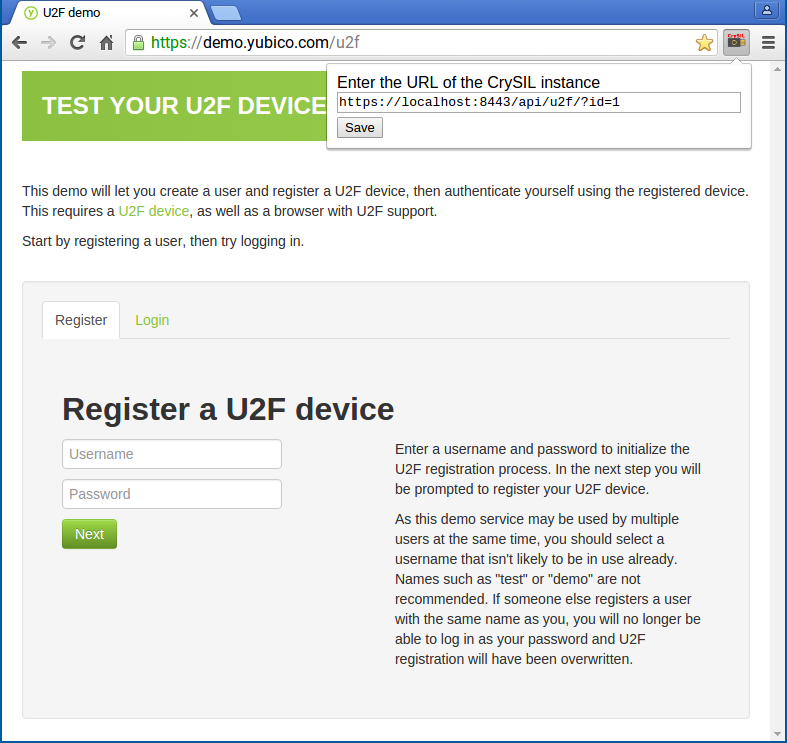 U2F demo
https://demo.yubico.com/u2f
CrySIL
Enter the URL of the CrySIL instance
https://localhost:8443/api/u2f/?id=1
Save
TEST YOUR U2F DEVICE
This demo will let you create a user and register a U2F device, then authenticate yourself using the registered device.
This requires a U2F device, as well as a browser with U2F support.
Start by registering a user, then try logging in.
Register Login
Register a U2F device
Username
Password
Next
Enter a username and password to initialize the
U2F registration process. In the next step you will
be prompted to register your U2F device.
As this demo service may be used by multiple
users at the same time, you should select a
username that isn't likely to be in use already.
Names such as "test" or "demo" are not
recommended. If someone else registers a user
with the same name as you, you will no longer be
able to log in as your password and U2F
registration will have been overwritten.